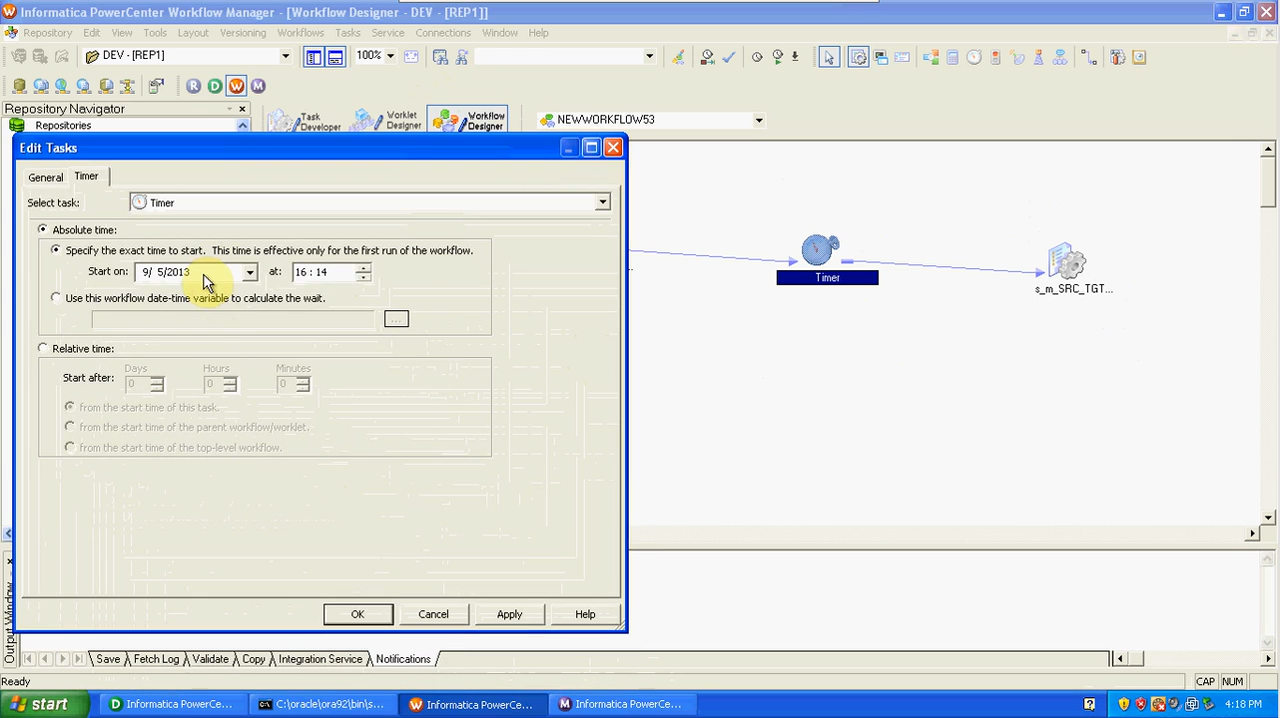 Informatica PowerCenter Workflow Manager - [Workflow Designer - DEV - [REP1]]
Repository Edit View Tools Layout Versioning Workflows Tasks Service Connections Window Help
DEV - [REP1] 100%
R D W M
Repository Navigator
Repositories
Task Developer
Worklet Designer
Workflow Designer
NEWWORKFLOW53
Edit Tasks
General Timer
Select task: Timer
Absolute time:
Specify the exact time to start. This time is effective only for the first run of the workflow.
Start on: 9/ 5/2013 at: 16 : 14
Use this workflow date-time variable to calculate the wait.
...
Relative time:
Days Hours Minutes
Start after: 0 0 0
from the start time of this task.
from the start time of the parent workflow/worklet.
from the start time of the top-level workflow.
OK Cancel Apply Help
Timer
s_m_SRC_TGT...
Output Window
Save Fetch Log Validate Copy Integration Service Notifications
Ready CAP NUM
start Informatica PowerCe... C:\oracle\ora92\bin\s... Informatica PowerCe... Informatica PowerCe... 4:18 PM